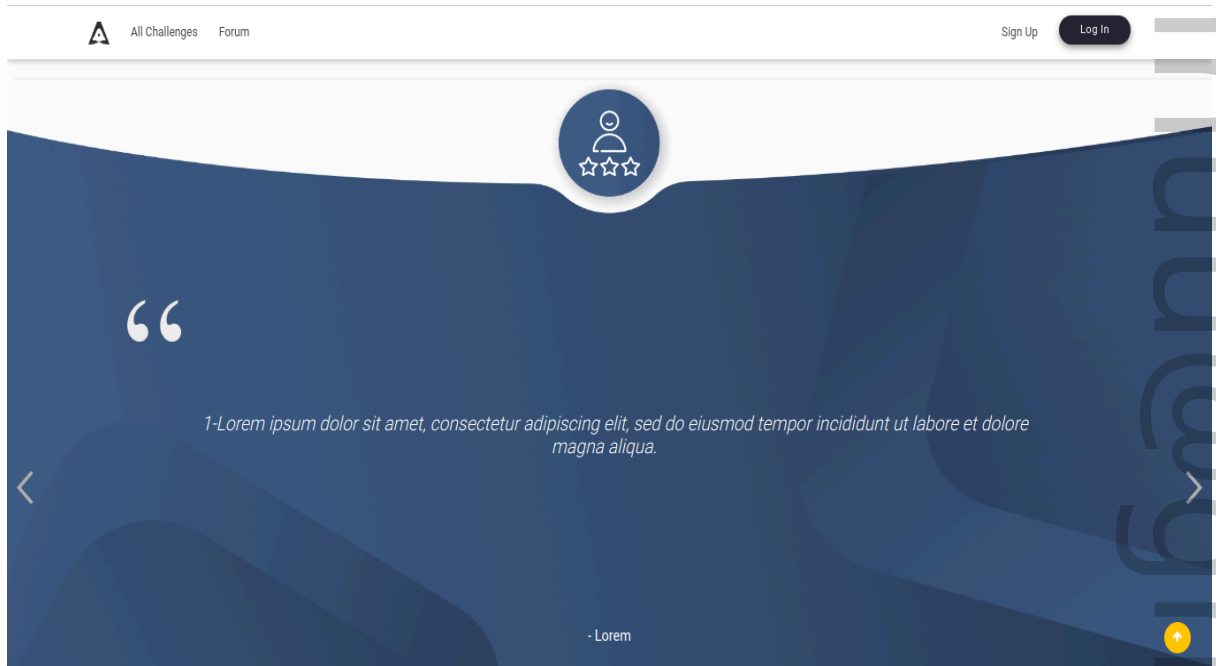 All Challenges Forum Sign Up Log In
“
1-Lorem ipsum dolor sit amet, consectetur adipiscing elit, sed do eiusmod tempor incididunt ut labore et dolore
magna aliqua.
- Lorem